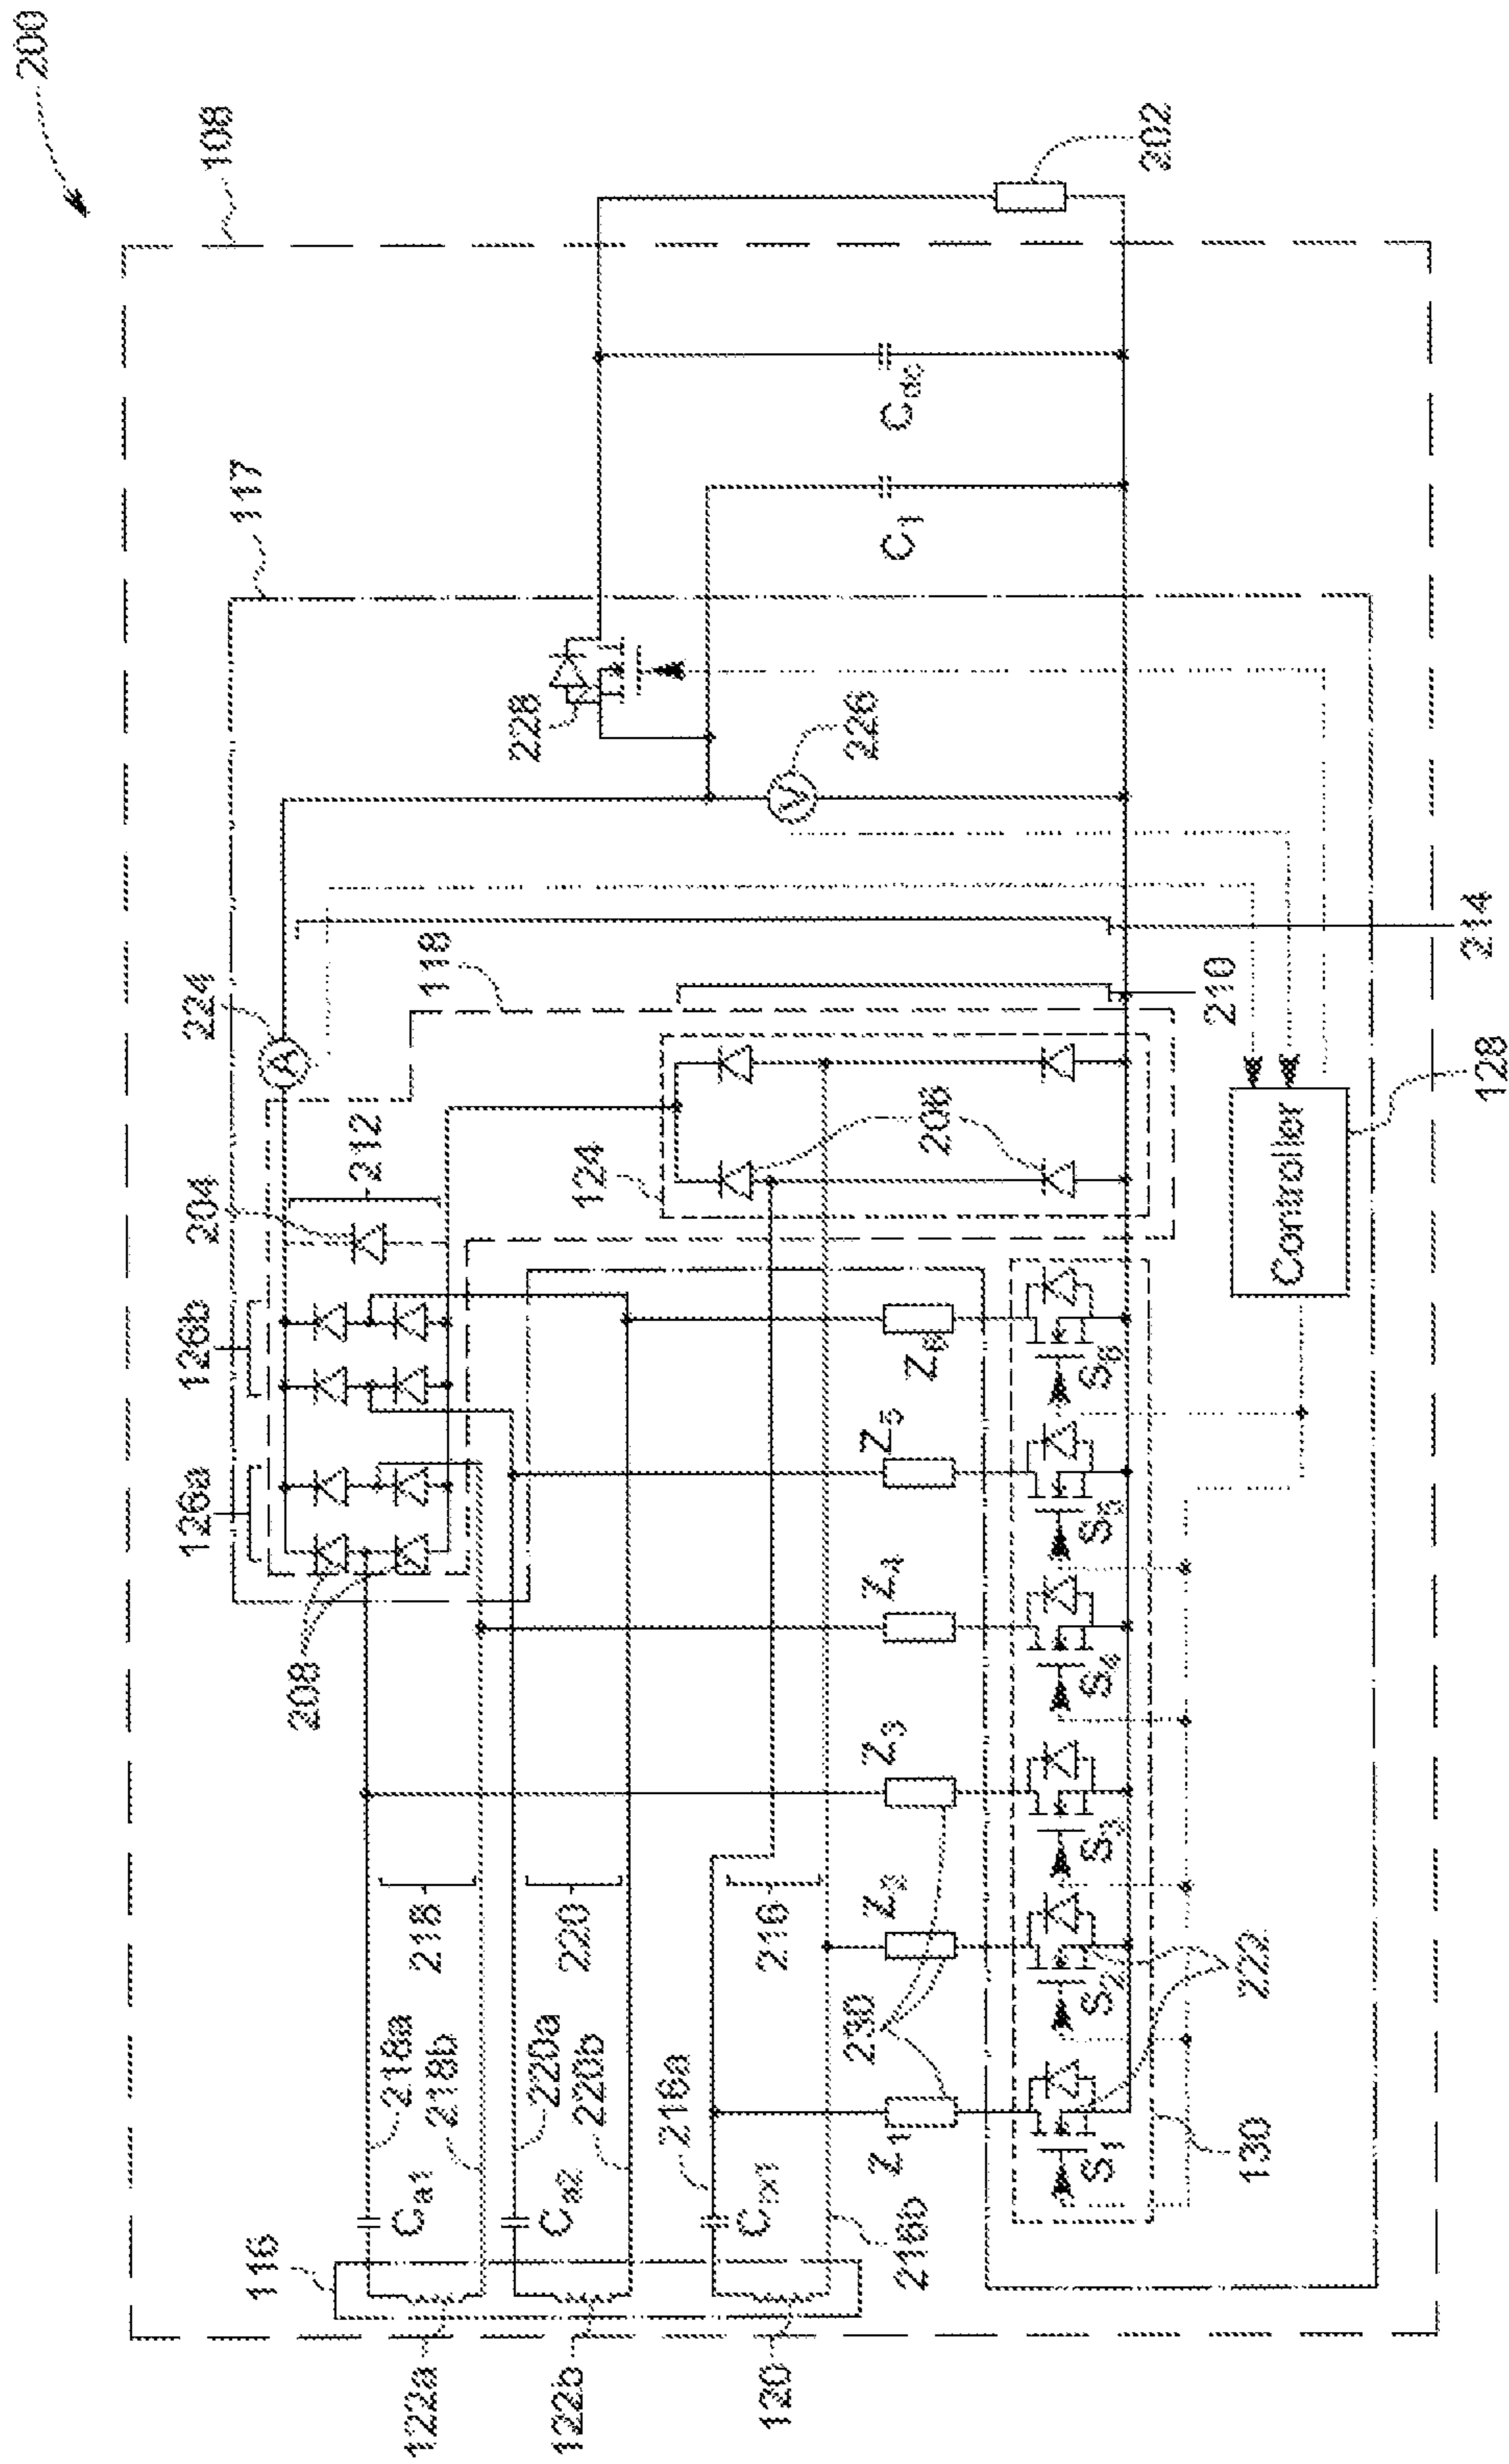 200
108
117
224
118
204
212
126b
126a
208
228
226
202
C1
Cdc
124
206
210
214
Controller
128
116
122a
122b
120
Ca1
Ca2
Crx1
218a
218b
220a
220b
216a
216b
218
220
216
230
Z1
Z2
Z3
Z4
Z5
Z6
S1
S2
S3
S4
S5
S6
222
130
A
V